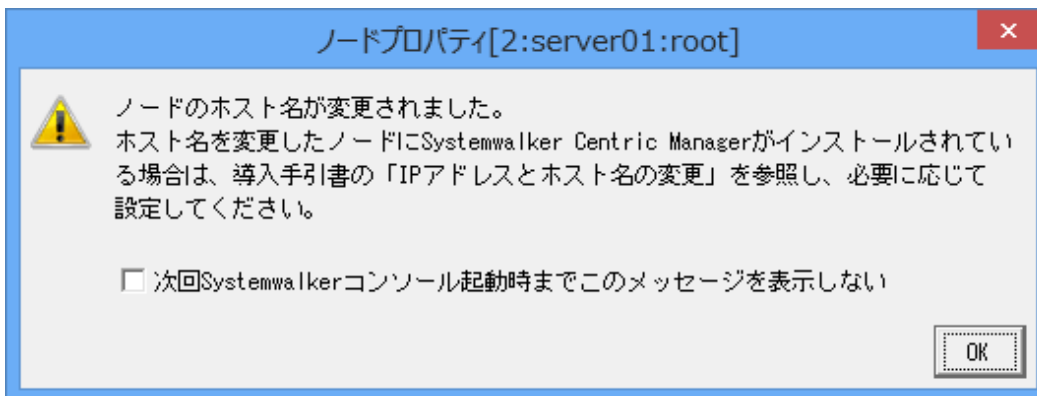 ノードプロパティ[2:server01:root]
ノードのホスト名が変更されました。
ホスト名を変更したノードにSystemwalker Centric Managerがインストールされてい
る場合は、導入手引書の「IPアドレスとホスト名の変更」を参照し、必要に応じて
設定してください。
次回Systemwalkerコンソール起動時までこのメッセージを表示しない
OK